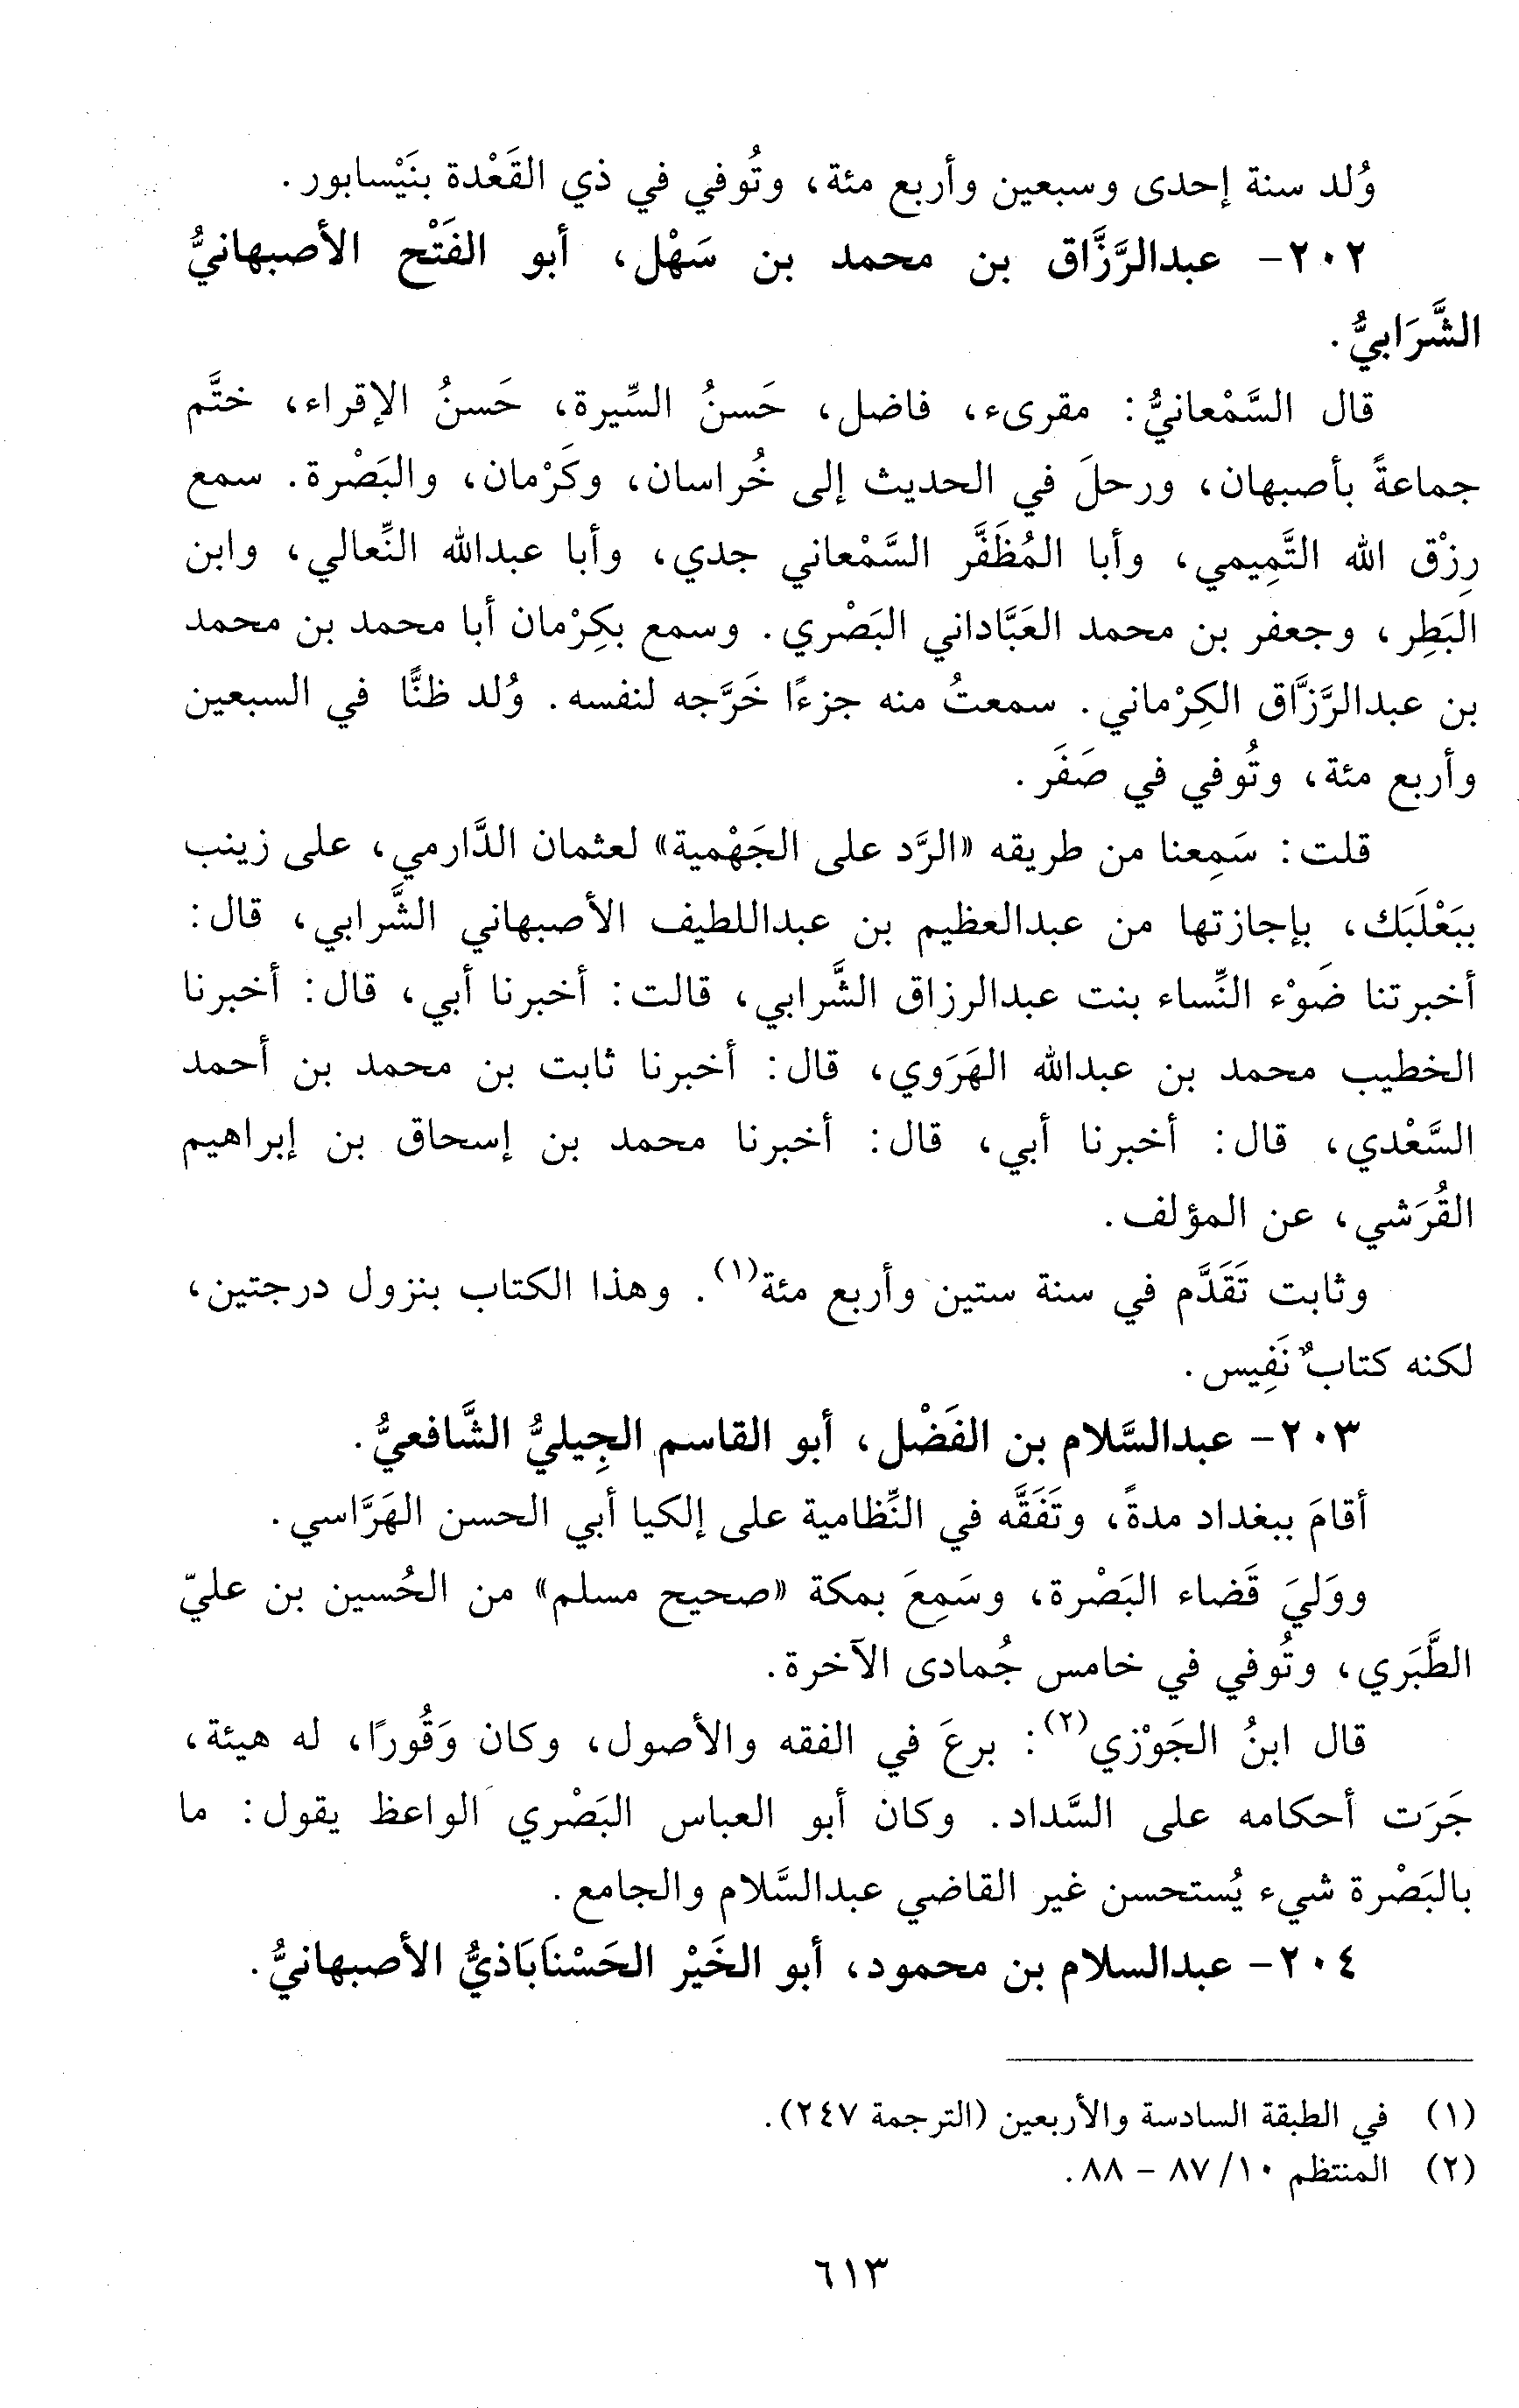 وُلد سنة إحدى وسبعين وأربع مئة، وتُوفي في ذي القَعْدة بنَيْسابور.
٢٠٢- عبدالرَّزَّاق بن محمد بن سَهْل، أبو الفَتْح الأصبهانيُّ
الشَّرَابيُّ.
قال السَّمْعانيُّ: مقرىء، فاضل، حَسنُ السِّيرة، حَسنُ الإقراء، ختَّم
جماعةً بأصبهان، ورحلَ في الحديث إلى خُراسان، وكَرْمان، والبَصْرة. سمع
رِزْق الله التَّمِيمي، وأبا المُظَفَّر السَّمْعاني جدي، وأبا عبدالله النِّعالي، وابن
البَطِر، وجعفر بن محمد العَبَّاداني البَصْري. وسمع بكِرْمان أبا محمد بن محمد
بن عبدالرَّزَّاق الكِرْماني. سمعتُ منه جزءًا خَرَّجه لنفسه. وُلد ظنًّا في السبعين
وأربع مئة، وتُوفي في صَفَر.
قلت: سَمِعنا من طريقه «الرَّد على الجَهْمية» لعثمان الدَّارمي، على زينب
ببَعْلَبَك، بإجازتها من عبدالعظيم بن عبداللطيف الأصبهاني الشَّرابي، قال:
أخبرتنا ضَوْء النِّساء بنت عبدالرزاق الشَّرابي، قالت: أخبرنا أبي، قال: أخبرنا
الخطيب محمد بن عبدالله الهَرَوي، قال: أخبرنا ثابت بن محمد بن أحمد
السَّعْدي، قال: أخبرنا أبي، قال: أخبرنا محمد بن إسحاق بن إبراهيم
القُرَشي، عن المؤلف.
وثابت تَقَدَّم في سنة ستين وأربع مئة(١). وهذا الكتاب بنزول درجتين،
لكنه كتابٌ نَفِيس.
٢٠٣- عبدالسَّلام بن الفَضْل، أبو القاسم الجِيليُّ الشَّافعيُّ.
أقامَ ببغداد مدةً، وتَفَقَّه في النِّظامية على إلكيا أبي الحسن الهَرَّاسي.
ووَليَ قَضاء البَصْرة، وسَمِعَ بمكة «صحيح مسلم» من الحُسين بن عليّ
الطَّبَري، وتُوفي في خامس جُمادى الآخرة.
قال ابنُ الجَوْزي(٢): برعَ في الفقه والأصول، وكان وَقُورًا، له هيئة،
جَرَت أحكامه على السَّداد. وكان أبو العباس البَصْري الواعظ يقول: ما
بالبَصْرة شيء يُستحسن غير القاضي عبدالسَّلام والجامع.
٢٠٤- عبدالسلام بن محمود، أبو الخَيْر الحَسْنَابَاذيُّ الأصبهانيُّ.
(١) في الطبقة السادسة والأربعين (الترجمة ٢٤٧).
(٢) المنتظم ١٠/ ٨٧ - ٨٨.
٦١٣